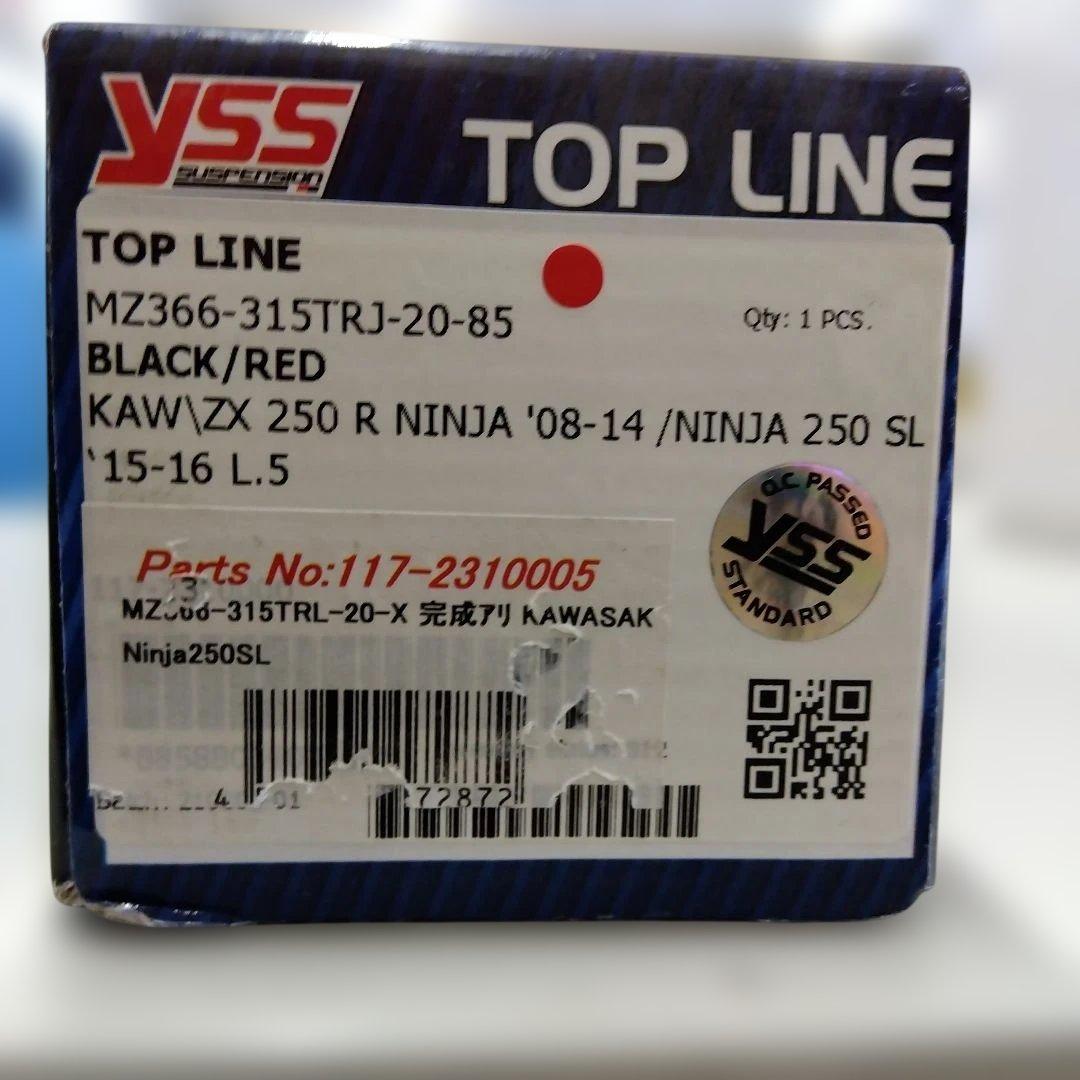 YSS
SUSPENSION
TOP LINE
TOP LINE
MZ366-315TRJ-20-85
Qty: 1 PCS.
BLACK/RED
KAW\ZX 250 R NINJA '08-14 /NINJA 250 SL
'15-16 L.5
Q.C. PASSED
YSS
STANDARD
Parts No:117-2310005
-315TRL-20-X 完成アリ KAWASAK
Ninja250SL
72872